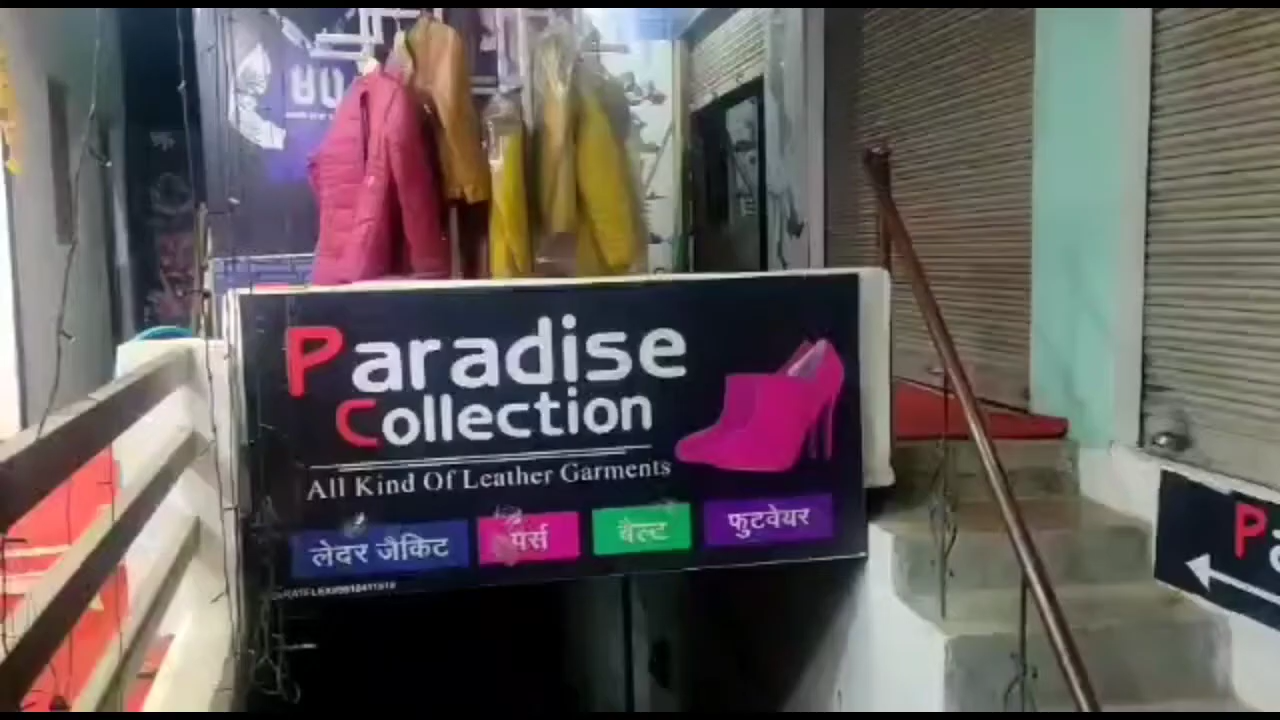 Paradise
Collection
All Kind Of Leather Garments
लेदर जैकिट
पर्स
बैल्ट
फुटवेयर